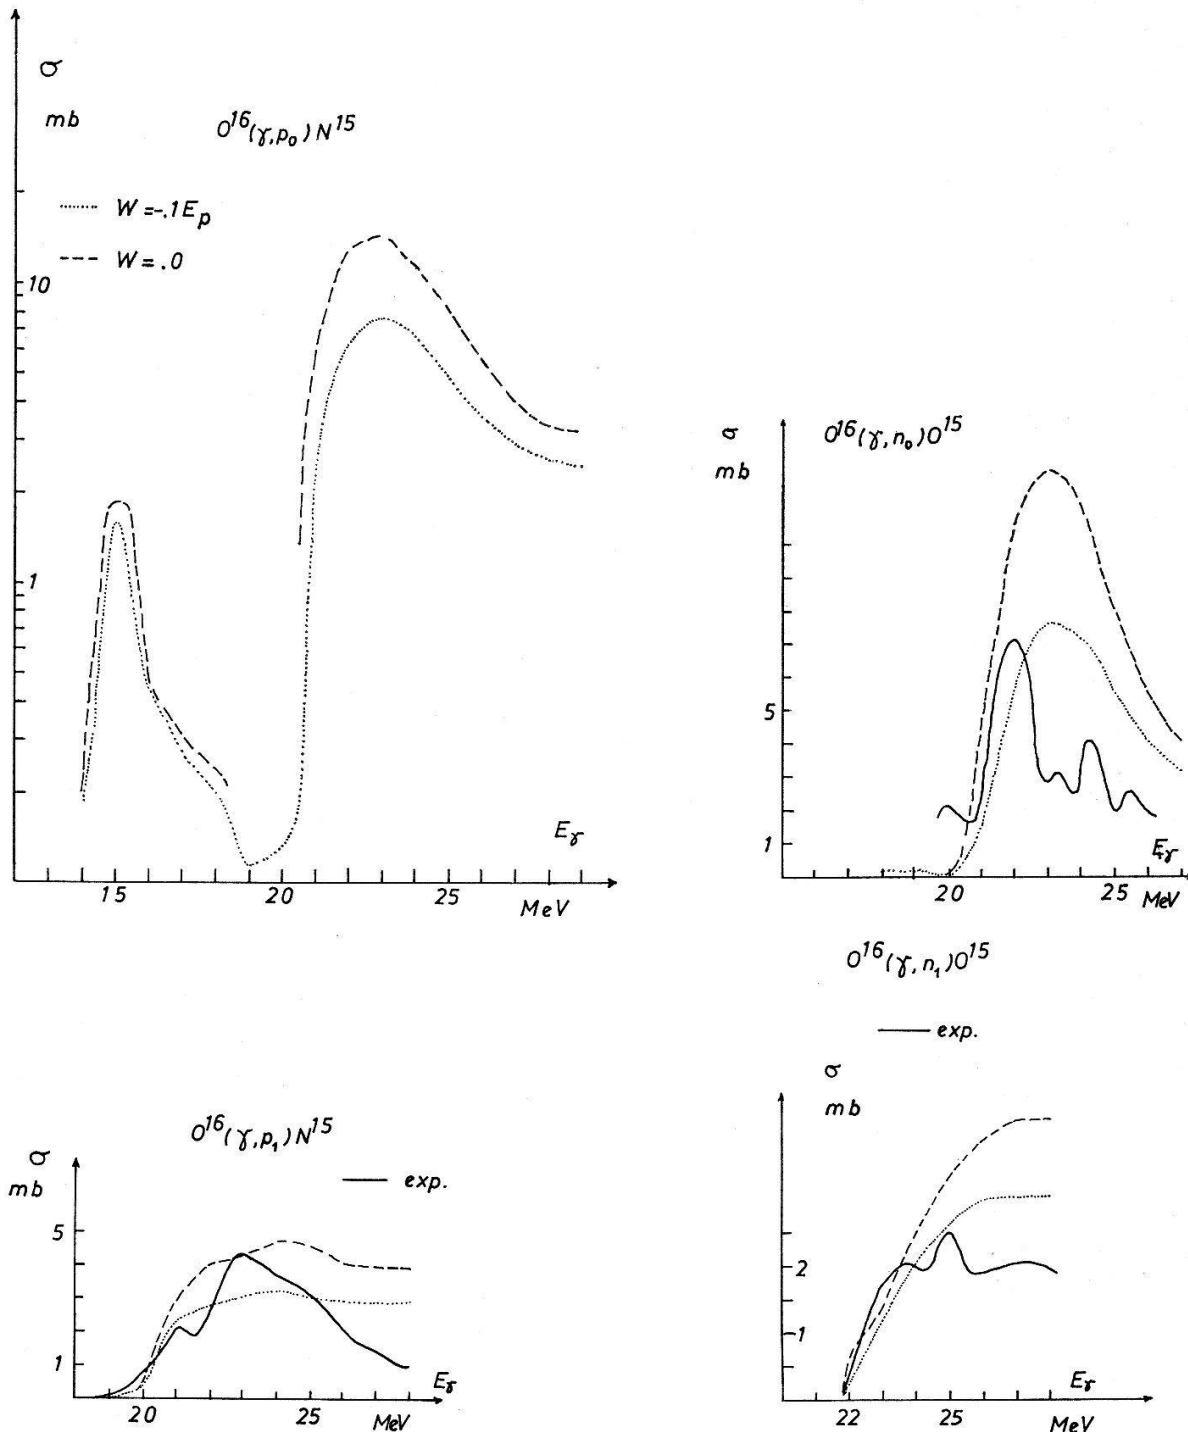 σ
mb
O¹⁶(γ,p₀)N¹⁵
W=-.1Eₚ
W=.0
10
1
Eᵧ
15 20 25
MeV
σ
mb
O¹⁶(γ,n₀)O¹⁵
5
1
Eᵧ
20 25 MeV
O¹⁶(γ,p₁)N¹⁵
σ
mb
exp.
5
1
Eᵧ
20 25
MeV
O¹⁶(γ,n₁)O¹⁵
exp.
σ
mb
2
1
Eᵧ
22 25
MeV